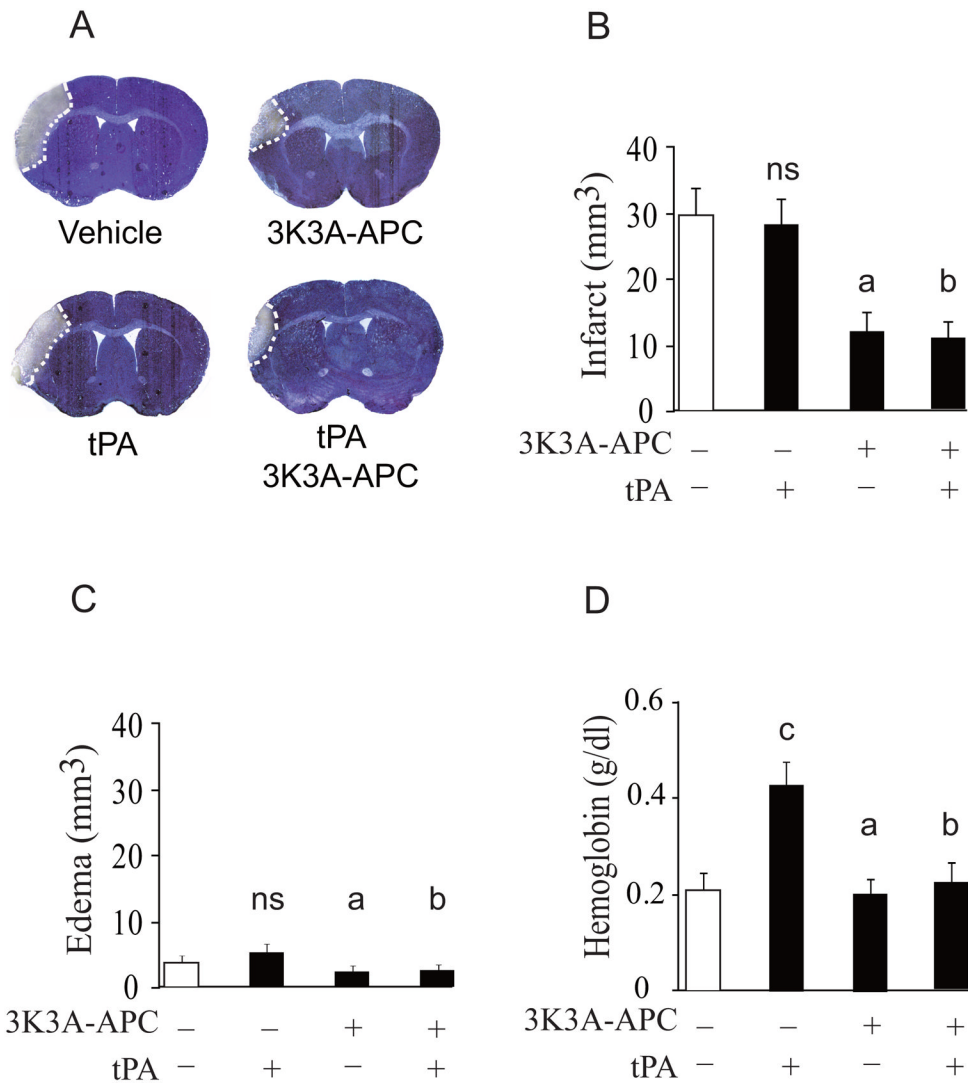 A
Vehicle
3K3A-APC
tPA
tPA
3K3A-APC
B
Infarct (mm3)
40
30
20
10
0
ns
a
b
3K3A-APC – – + +
tPA – + – +
C
Edema (mm3)
40
30
20
10
0
ns
a
b
3K3A-APC – – + +
tPA – + – +
D
Hemoglobin (g/dl)
0.6
0.4
0.2
0
c
a
b
3K3A-APC – – + +
tPA – + – +